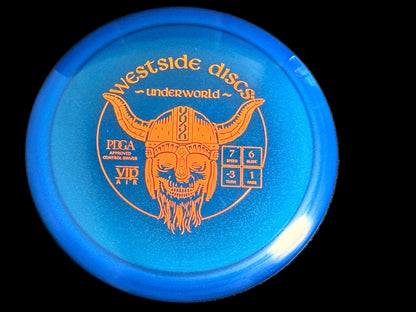 westside discs
~underworld~
PDGA
APPROVED
CONTROL DRIVER
VIP
AIR
7 6
SPEED GLIDE
-3 1
TURN FADE